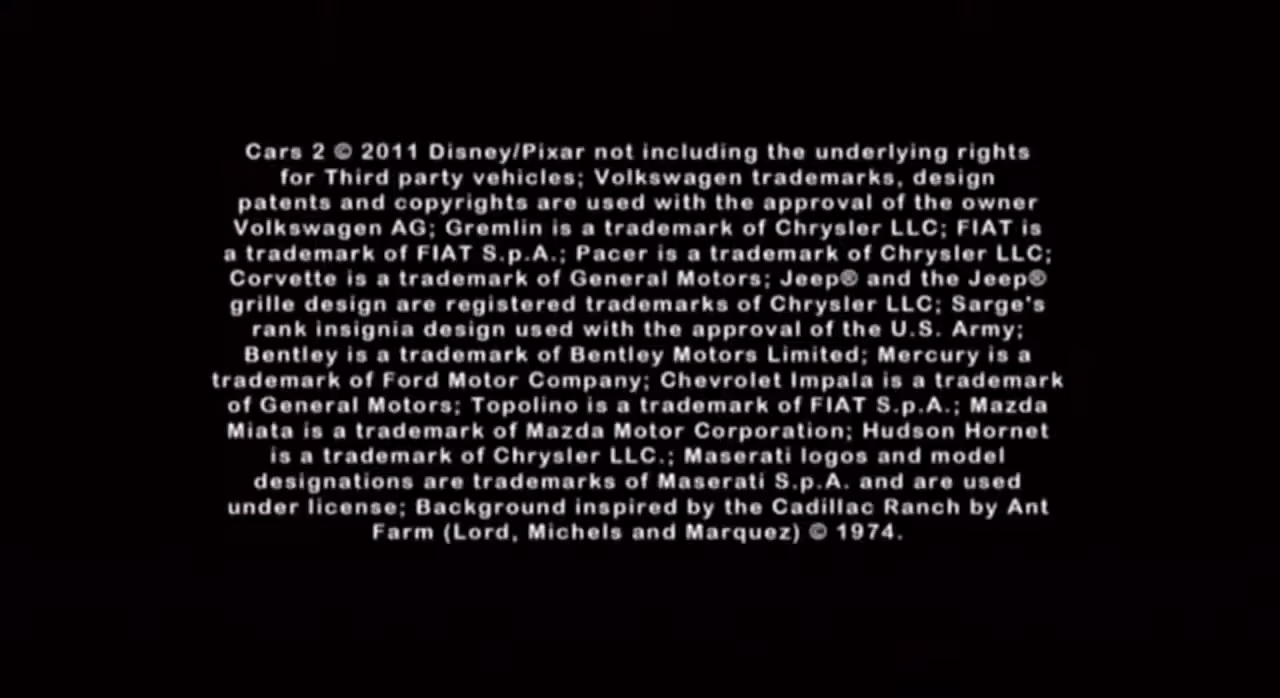 Cars 2 © 2011 Disney/Pixar not including the underlying rights
for Third party vehicles; Volkswagen trademarks, design
patents and copyrights are used with the approval of the owner
Volkswagen AG; Gremlin is a trademark of Chrysler LLC; FIAT is
a trademark of FIAT S.p.A.; Pacer is a trademark of Chrysler LLC;
Corvette is a trademark of General Motors; Jeep® and the Jeep®
grille design are registered trademarks of Chrysler LLC; Sarge's
rank insignia design used with the approval of the U.S. Army;
Bentley is a trademark of Bentley Motors Limited; Mercury is a
trademark of Ford Motor Company; Chevrolet Impala is a trademark
of General Motors; Topolino is a trademark of FIAT S.p.A.; Mazda
Miata is a trademark of Mazda Motor Corporation; Hudson Hornet
is a trademark of Chrysler LLC.; Maserati logos and model
designations are trademarks of Maserati S.p.A. and are used
under license; Background inspired by the Cadillac Ranch by Ant
Farm (Lord, Michels and Marquez) © 1974.